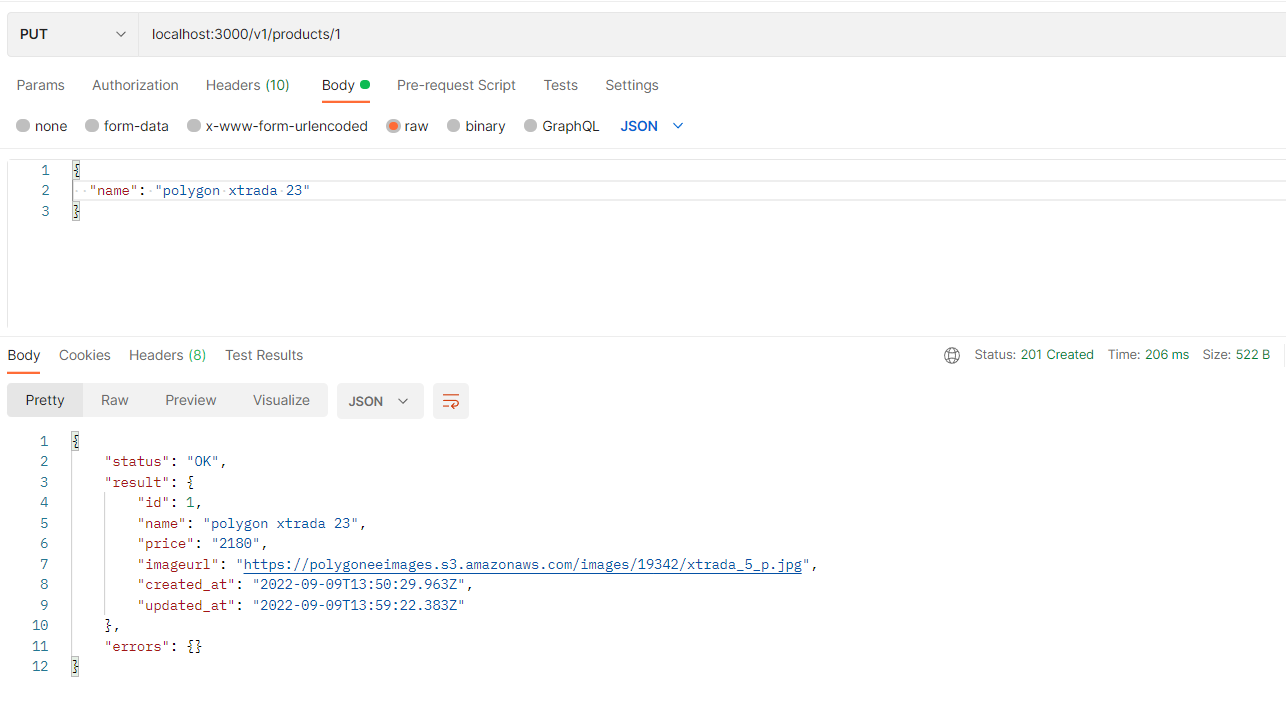 PUT localhost:3000/v1/products/1
Params Authorization Headers (10) Body Pre-request Script Tests Settings
none form-data x-www-form-urlencoded raw binary GraphQL JSON
1 {
2 "name": "polygon xtrada 23"
3 }
Body Cookies Headers (8) Test Results Status: 201 Created Time: 206 ms Size: 522 B
Pretty Raw Preview Visualize JSON
1 {
2 "status": "OK",
3 "result": {
4 "id": 1,
5 "name": "polygon xtrada 23",
6 "price": "2180",
7 "imageurl": "https://polygoneeimages.s3.amazonaws.com/images/19342/xtrada_5_p.jpg",
8 "created_at": "2022-09-09T13:50:29.963Z",
9 "updated_at": "2022-09-09T13:59:22.383Z"
10 },
11 "errors": {}
12 }